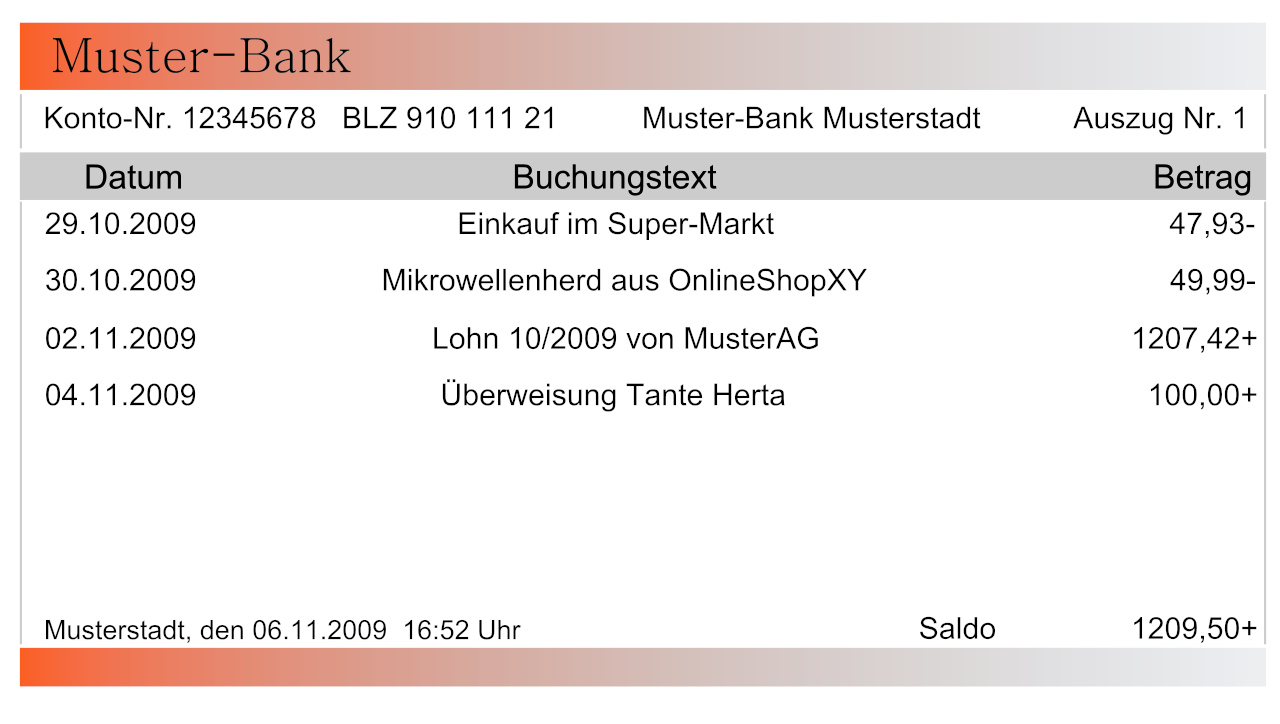 Muster-Bank
Konto-Nr. 12345678 BLZ 910 111 21 Muster-Bank Musterstadt Auszug Nr. 1
Datum Buchungstext Betrag
29.10.2009 Einkauf im Super-Markt 47,93-
30.10.2009 Mikrowellenherd aus OnlineShopXY 49,99-
02.11.2009 Lohn 10/2009 von MusterAG 1207,42+
04.11.2009 Überweisung Tante Herta 100,00+
Musterstadt, den 06.11.2009 16:52 Uhr Saldo 1209,50+